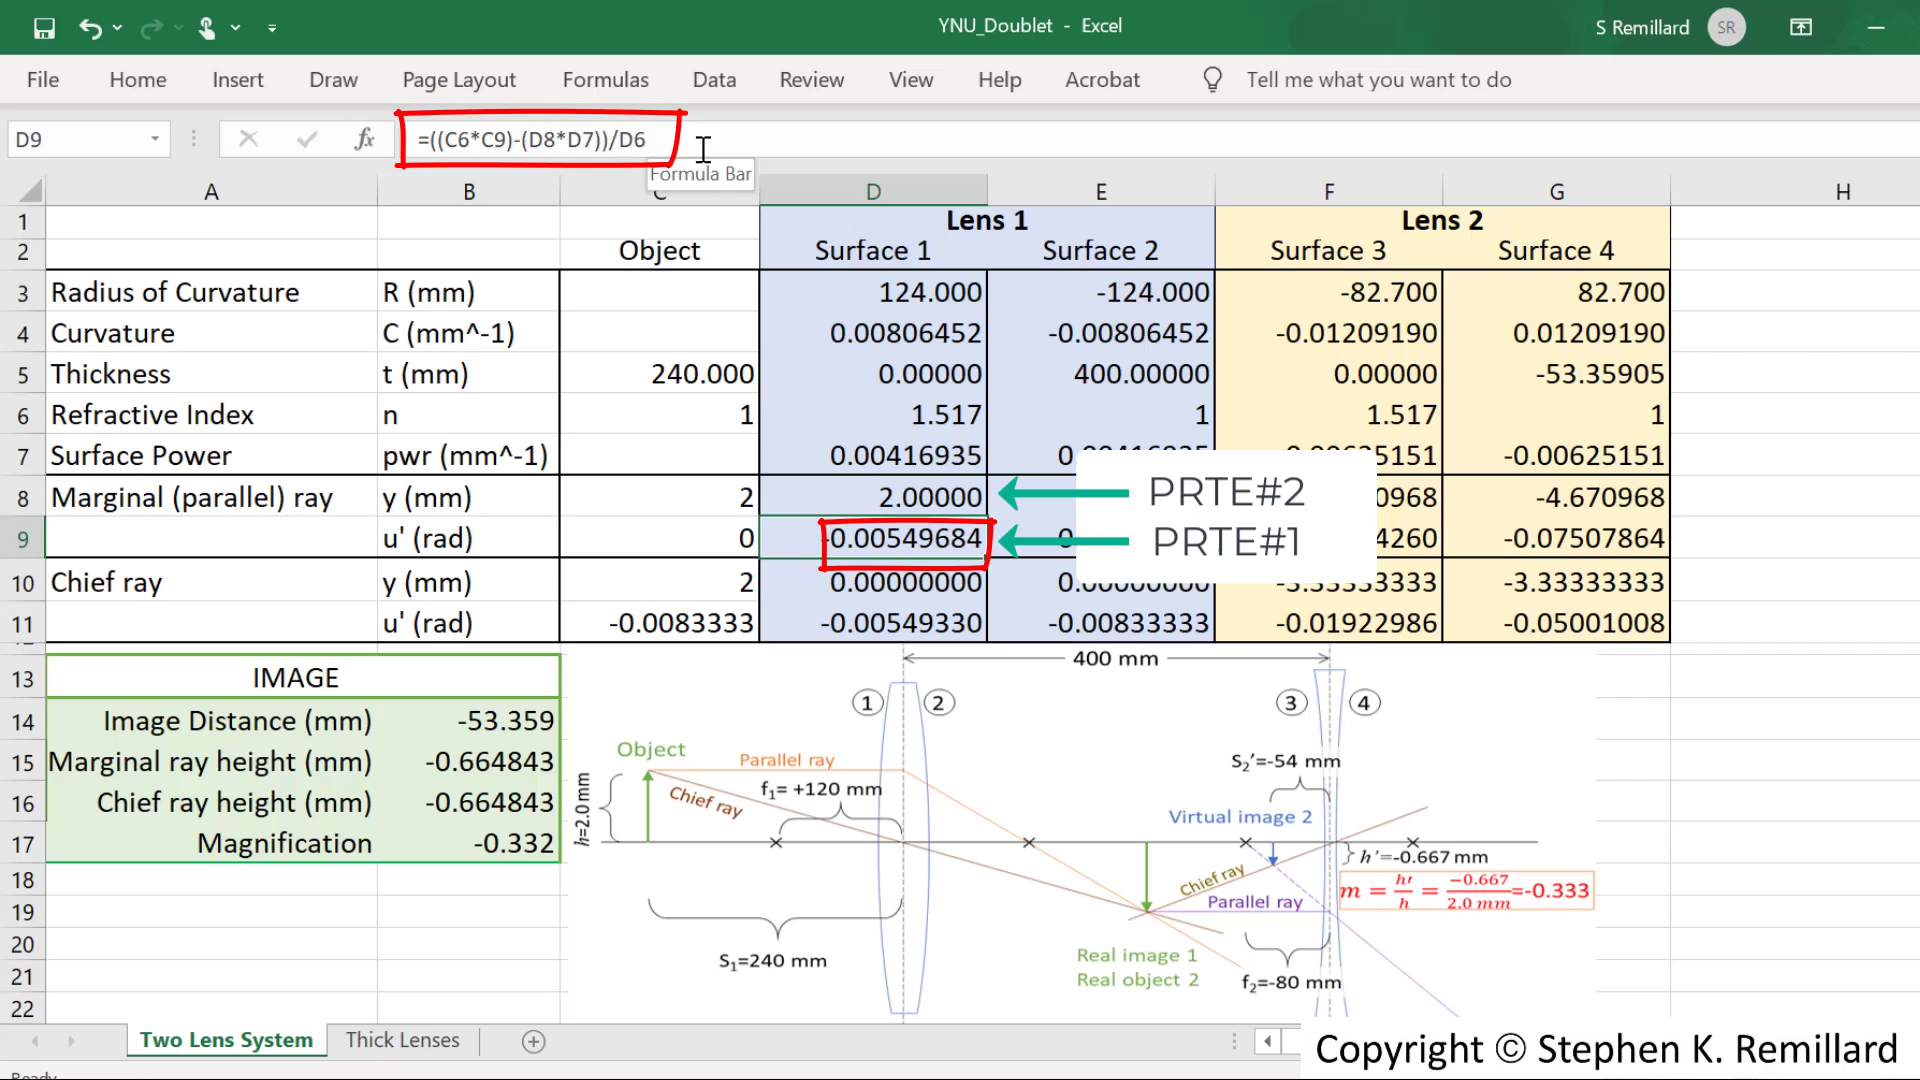 YNU_Doublet - Excel
S Remillard SR
File Home Insert Draw Page Layout Formulas Data Review View Help Acrobat Tell me what you want to do
D9 fx =((C6*C9)-(D8*D7))/D6
Formula Bar
A B C D E F G H
1 Lens 1 Lens 2
2 Object Surface 1 Surface 2 Surface 3 Surface 4
3 Radius of Curvature R (mm) 124.000 -124.000 -82.700 82.700
4 Curvature C (mm^-1) 0.00806452 -0.00806452 -0.01209190 0.01209190
5 Thickness t (mm) 240.000 0.00000 400.00000 0.00000 -53.35905
6 Refractive Index n 1 1.517 1 1.517 1
7 Surface Power pwr (mm^-1) 0.00416935 -0.00625151
8 Marginal (parallel) ray y (mm) 2 2.00000 PRTE#2 -4.670968
9 u' (rad) 0 -0.00549684 PRTE#1 -0.07507864
10 Chief ray y (mm) 2 0.00000000 -3.33333333 -3.33333333
11 u' (rad) -0.0083333 -0.00549330 -0.00833333 -0.01922986 -0.05001008
13 IMAGE
14 Image Distance (mm) -53.359
15 Marginal ray height (mm) -0.664843
16 Chief ray height (mm) -0.664843
17 Magnification -0.332
18
19
20
21
22
400 mm
1 2 3 4
Object
Parallel ray
S2'=-54 mm
h=2.0 mm
Chief ray
f1= +120 mm
Virtual image 2
h'=-0.667 mm
Chief ray
m = h'/h = -0.667/2.0 mm =-0.333
Parallel ray
S1=240 mm
Real image 1
Real object 2
f2=-80 mm
Two Lens System Thick Lenses
Copyright © Stephen K. Remillard